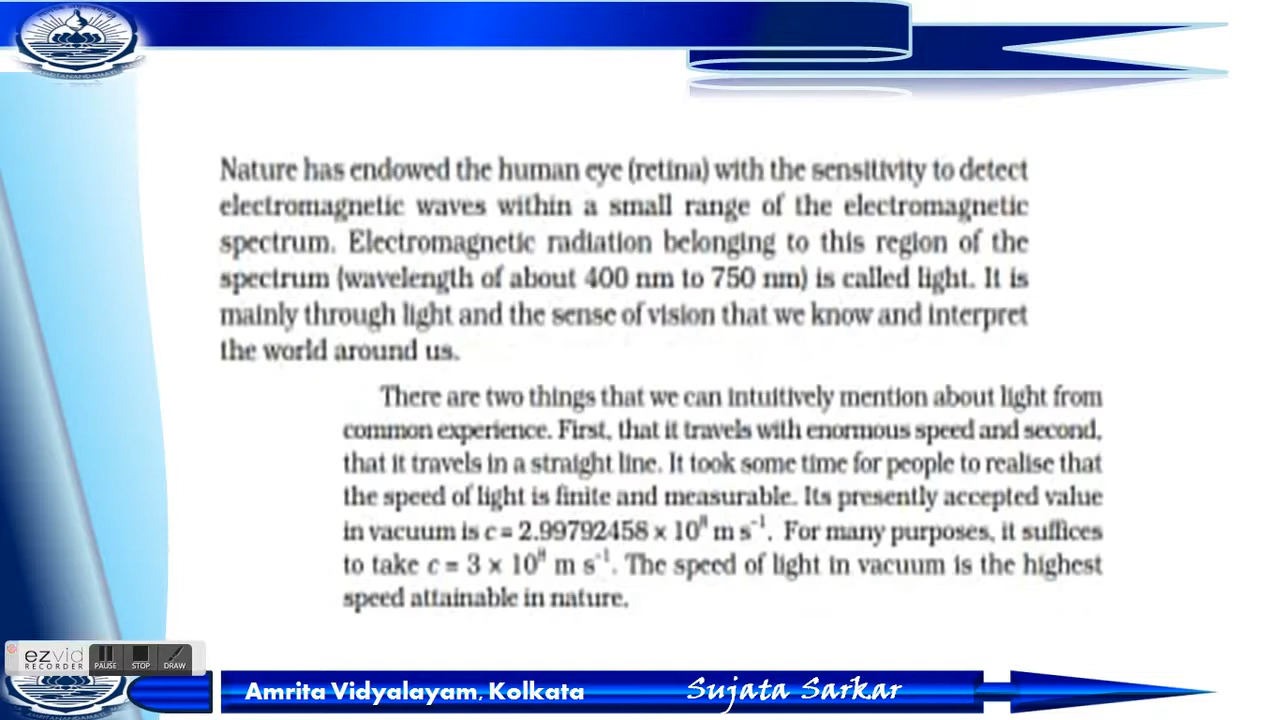 Nature has endowed the human eye (retina) with the sensitivity to detect
electromagnetic waves within a small range of the electromagnetic
spectrum. Electromagnetic radiation belonging to this region of the
spectrum (wavelength of about 400 nm to 750 nm) is called light. It is
mainly through light and the sense of vision that we know and interpret
the world around us.
There are two things that we can intuitively mention about light from
common experience. First, that it travels with enormous speed and second,
that it travels in a straight line. It took some time for people to realise that
the speed of light is finite and measurable. Its presently accepted value
in vacuum is c = 2.99792458 × 10⁸ m s⁻¹. For many purposes, it suffices
to take c = 3 × 10⁸ m s⁻¹. The speed of light in vacuum is the highest
speed attainable in nature.
ezvid
RECORDER
PAUSE STOP DRAW
Amrita Vidyalayam, Kolkata Sujata Sarkar